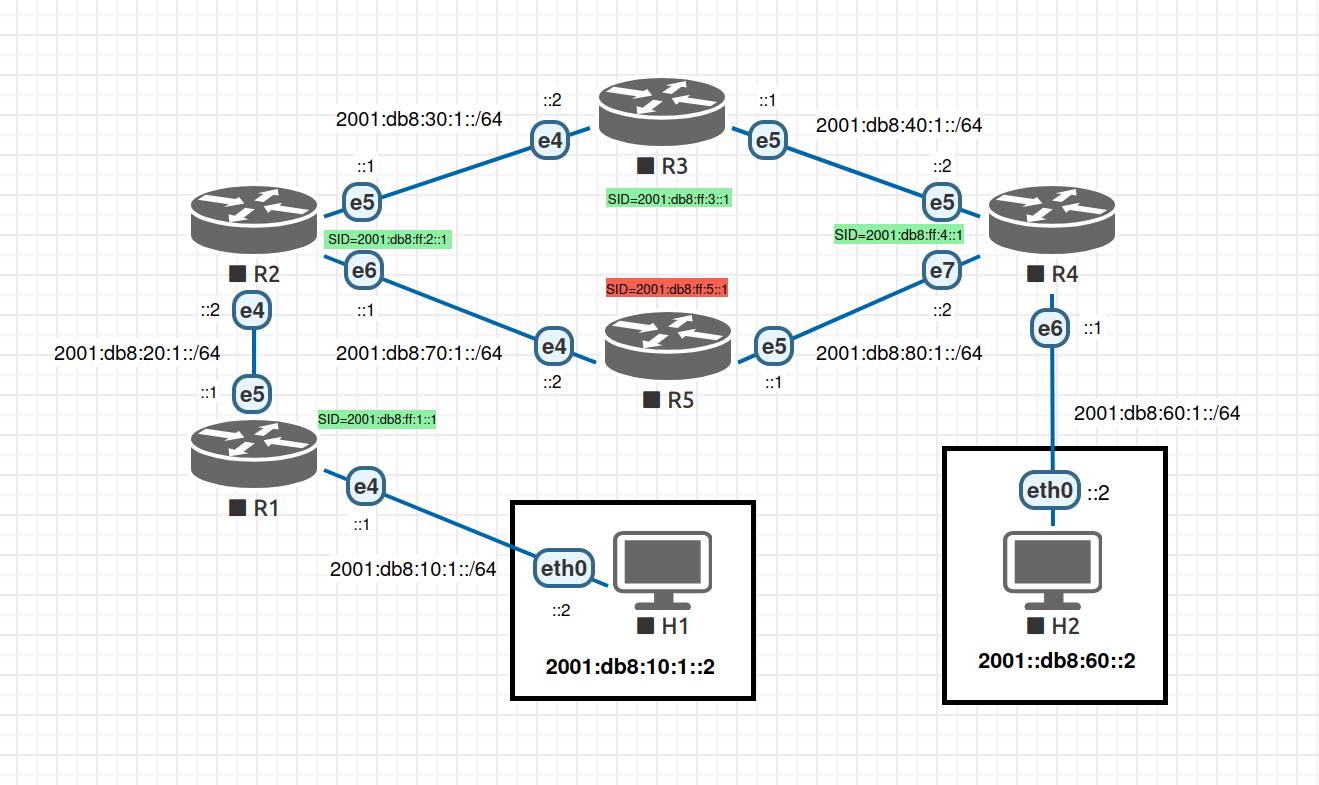 ::2
::1
2001:db8:30:1::/64
2001:db8:40:1::/64
e4
e5
R3
::1
::2
SID=2001:db8:ff:3::1
e5
e5
SID=2001:db8:ff:2::1
SID=2001:db8:ff:4::1
R2
e6
e7
R4
SID=2001:db8:ff:5::1
::2
e4
::1
::2
e6
::1
2001:db8:20:1::/64
2001:db8:70:1::/64
e4
e5
2001:db8:80:1::/64
::1
e5
::2
::1
R5
SID=2001:db8:ff:1::1
2001:db8:60:1::/64
R1
e4
::1
eth0
::2
2001:db8:10:1::/64
eth0
::2
H1
H2
2001:db8:10:1::2
2001::db8:60::2